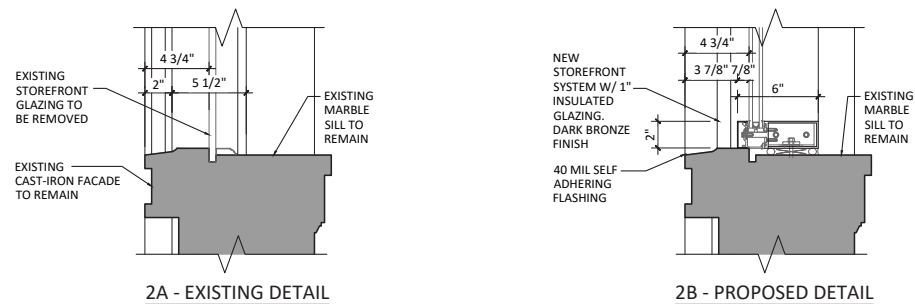 4 3/4"
2"
5 1/2"
EXISTING
STOREFRONT
GLAZING TO
BE REMOVED
EXISTING
MARBLE
SILL TO
REMAIN
EXISTING
CAST-IRON FACADE
TO REMAIN
2A - EXISTING DETAIL
4 3/4"
3 7/8" 7/8"
6"
2"
NEW
STOREFRONT
SYSTEM W/ 1"
INSULATED
GLAZING.
DARK BRONZE
FINISH
EXISTING
MARBLE
SILL TO
REMAIN
40 MIL SELF
ADHERING
FLASHING
2B - PROPOSED DETAIL